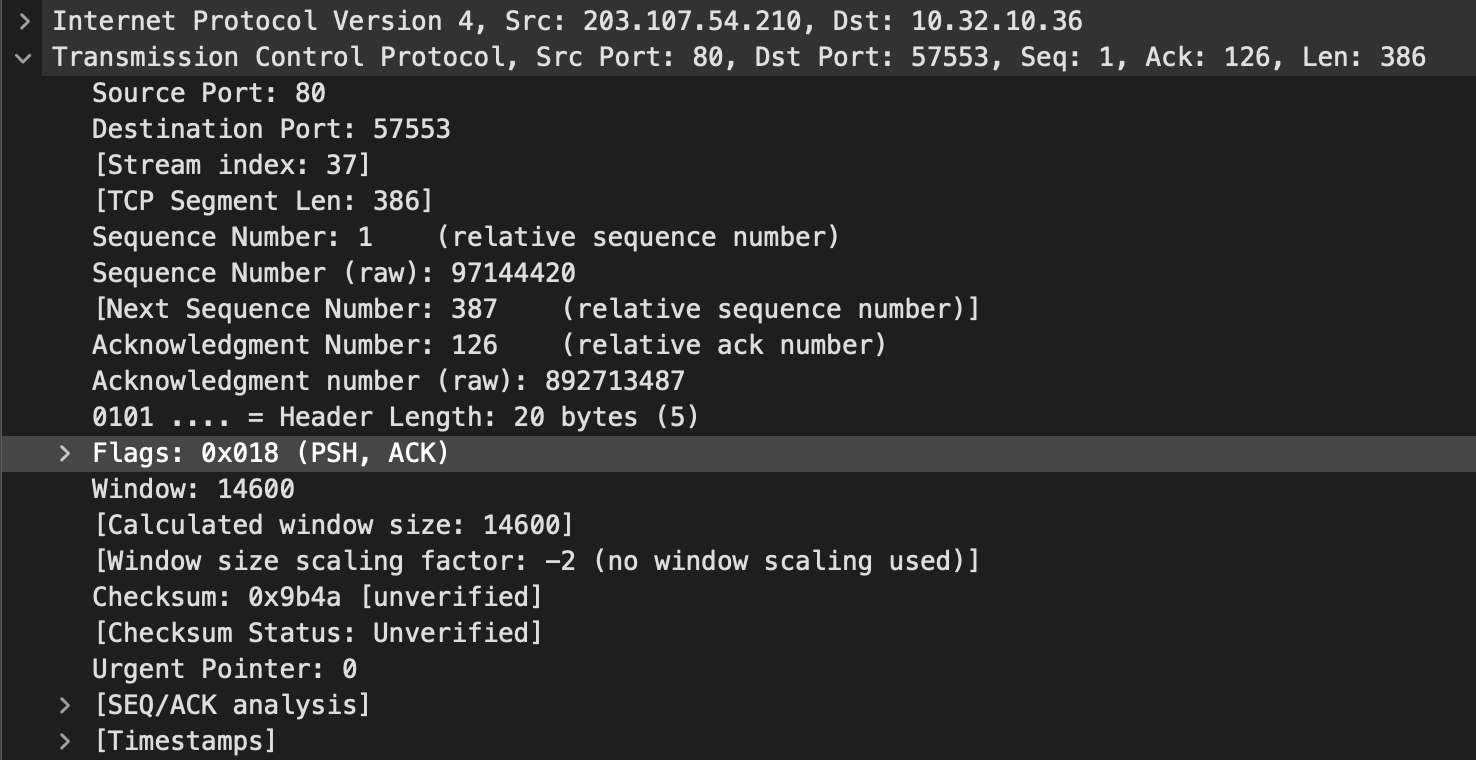 Internet Protocol Version 4, Src: 203.107.54.210, Dst: 10.32.10.36
Transmission Control Protocol, Src Port: 80, Dst Port: 57553, Seq: 1, Ack: 126, Len: 386
Source Port: 80
Destination Port: 57553
[Stream index: 37]
[TCP Segment Len: 386]
Sequence Number: 1    (relative sequence number)
Sequence Number (raw): 97144420
[Next Sequence Number: 387    (relative sequence number)]
Acknowledgment Number: 126    (relative ack number)
Acknowledgment number (raw): 892713487
0101 .... = Header Length: 20 bytes (5)
Flags: 0x018 (PSH, ACK)
Window: 14600
[Calculated window size: 14600]
[Window size scaling factor: -2 (no window scaling used)]
Checksum: 0x9b4a [unverified]
[Checksum Status: Unverified]
Urgent Pointer: 0
[SEQ/ACK analysis]
[Timestamps]